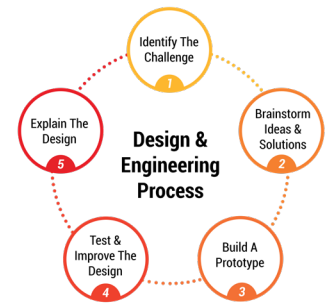 Identify The
Challenge
1
Brainstorm
Ideas &
Solutions
2
Build A
Prototype
3
Test &
Improve The
Design
4
Explain The
Design
5
Design &
Engineering
Process